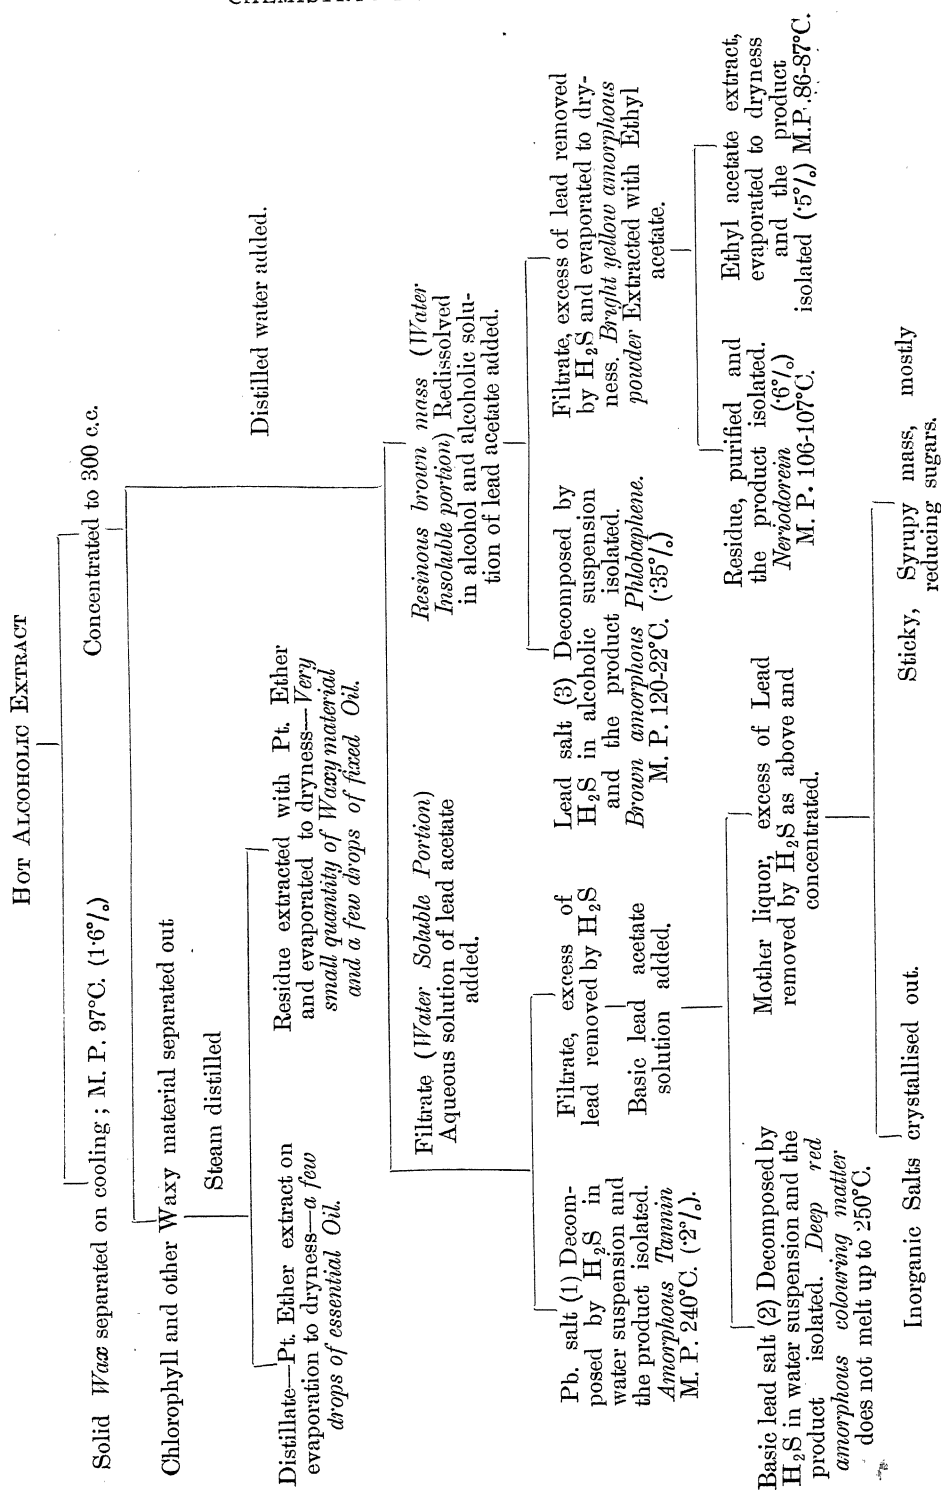 HOT ALCOHOLIC EXTRACT
Solid Wax separated on cooling ; M. P. 97°C. (1·6°/₀)
Concentrated to 300 c.c.
Chlorophyll and other Waxy material separated out
Steam distilled
Distilled water added.
Distillate—Pt. Ether extract on
evaporation to dryness—a few
drops of essential Oil.
Residue extracted with Pt. Ether
and evaporated to dryness—Very
small quantity of Waxy material
and a few drops of fixed Oil.
Filtrate (Water Soluble Portion)
Aqueous solution of lead acetate
added.
Resinous brown mass (Water
Insoluble portion) Redissolved
in alcohol and alcoholic solu-
tion of lead acetate added.
Pb. salt (1) Decom-
posed by H₂S in
water suspension and
the product isolated.
Amorphous Tannin
M. P. 240°C. (·2°/₀).
Filtrate, excess of
lead removed by H₂S
Basic lead acetate
solution added.
Lead salt (3) Decomposed by
H₂S in alcoholic suspension
and the product isolated.
Brown amorphous Phlobaphene.
M. P. 120-22°C. (·35°/₀)
Filtrate, excess of lead removed
by H₂S and evaporated to dry-
ness. Bright yellow amorphous
powder Extracted with Ethyl
acetate.
Basic lead salt (2) Decomposed by
H₂S in water suspension and the
product isolated. Deep red
amorphous colouring matter
does not melt up to 250°C.
Mother liquor, excess of Lead
removed by H₂S as above and
concentrated.
Residue, purified and
the product isolated.
Neriodorein (·6°/₀)
M. P. 106-107°C.
Ethyl acetate extract,
evaporated to dryness
and the product
isolated (·5°/₀) M.P. 86-87°C.
Inorganic Salts crystallised out.
Sticky, Syrupy mass, mostly
reducing sugars.